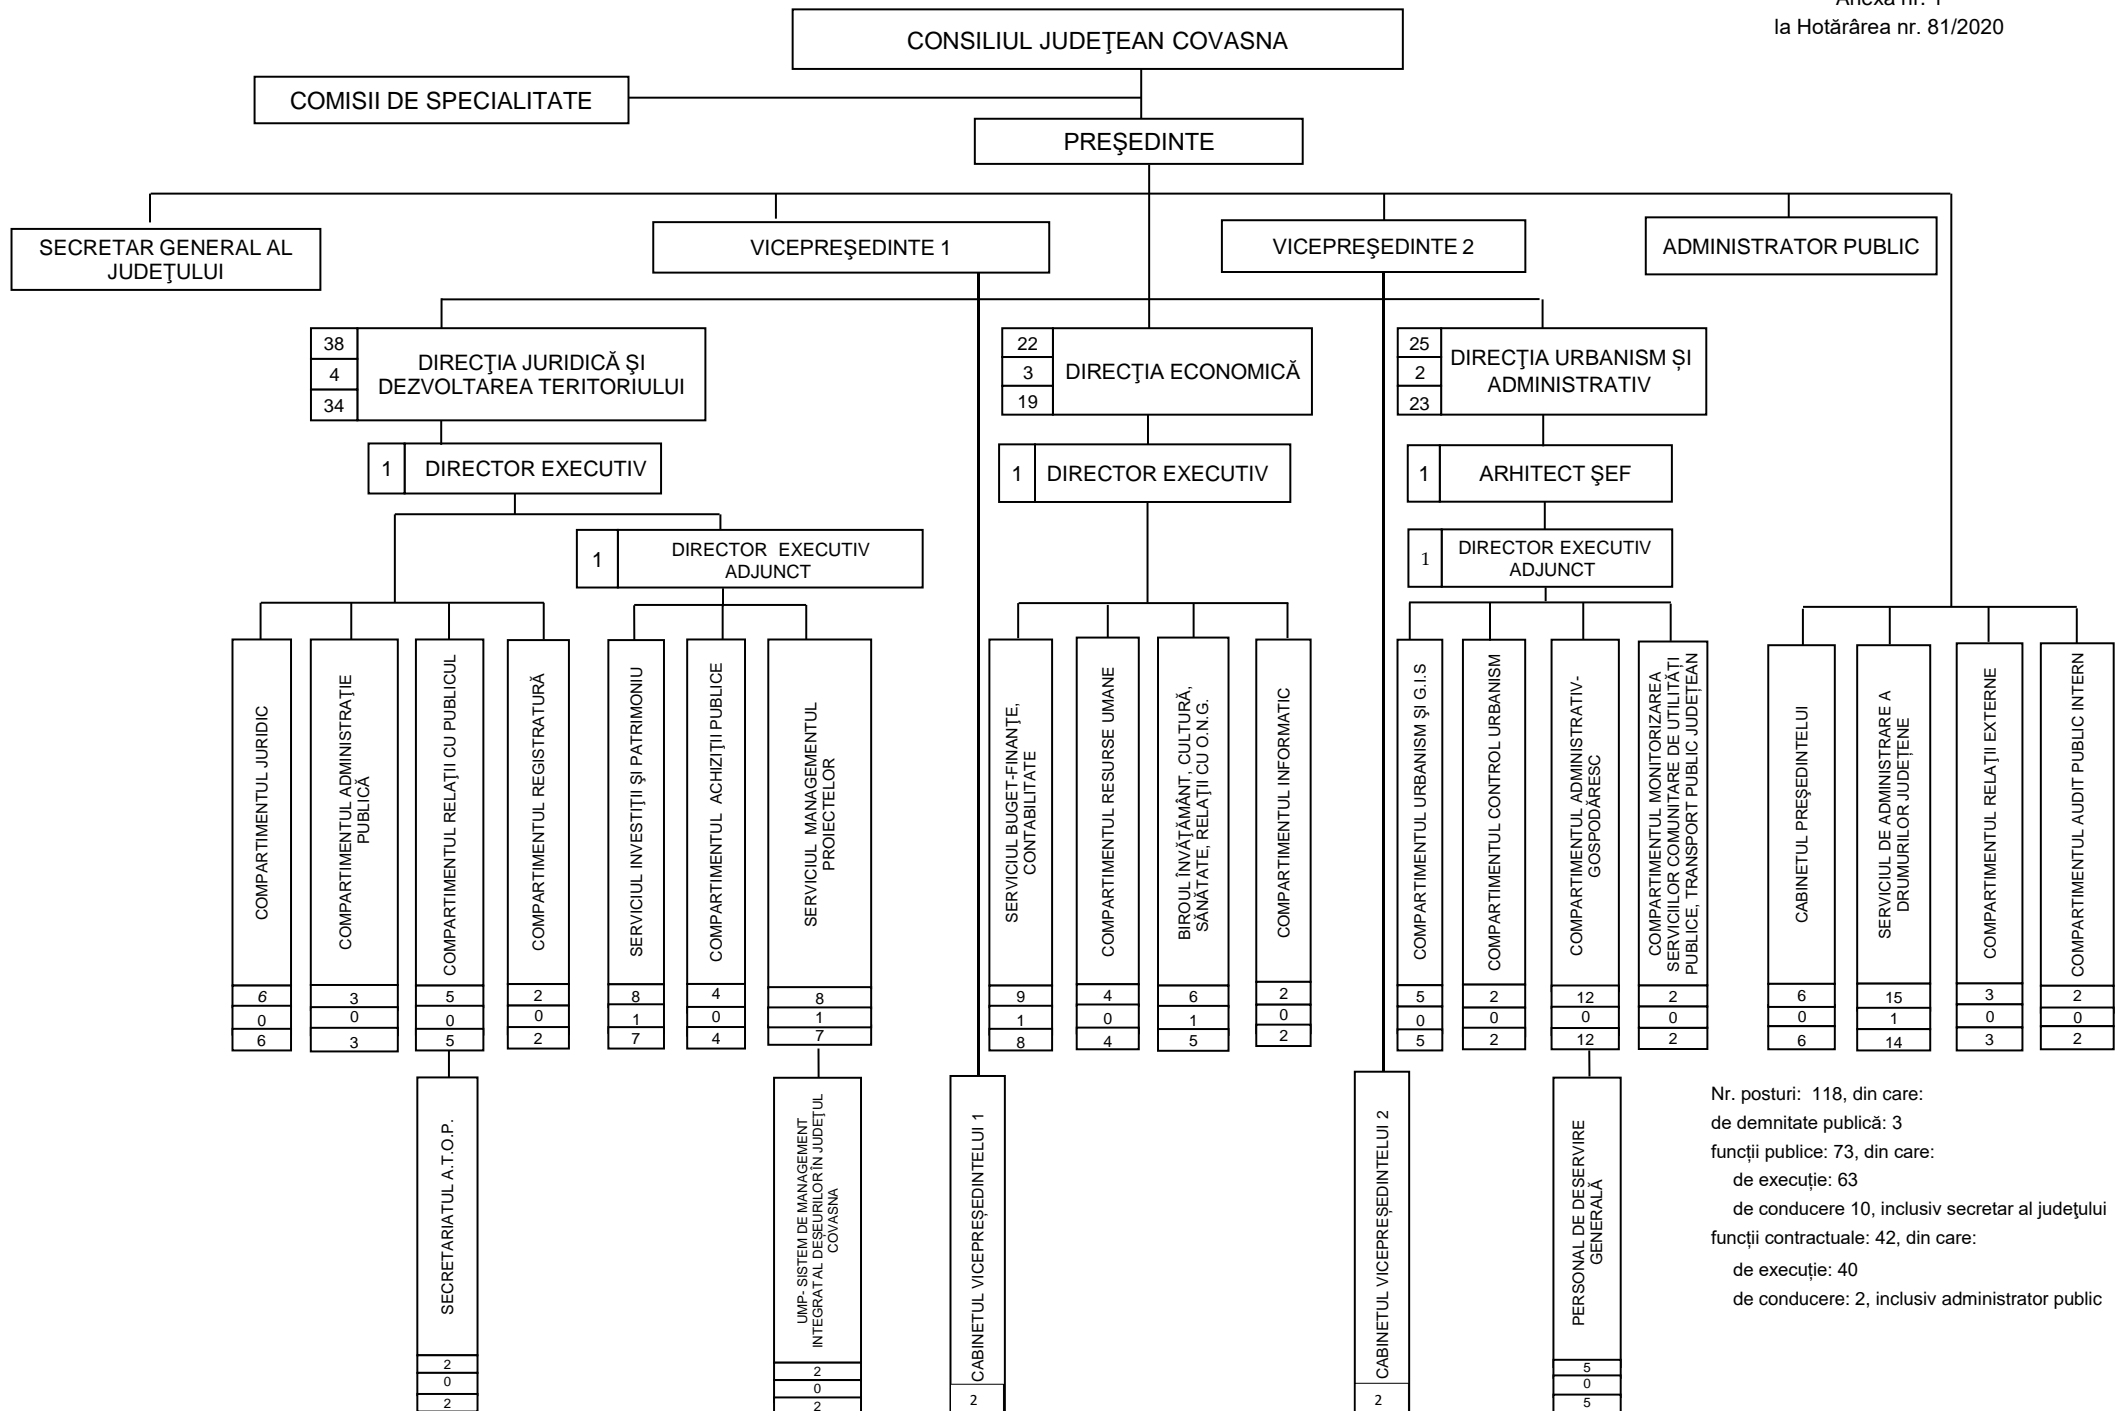 Anexa nr. 1
la Hotărârea nr. 81/2020
CONSILIUL JUDEŢEAN COVASNA
COMISII DE SPECIALITATE
PREŞEDINTE
SECRETAR GENERAL AL
JUDEŢULUI
VICEPREŞEDINTE 1
VICEPREŞEDINTE 2
ADMINISTRATOR PUBLIC
38
4
34
DIRECŢIA JURIDICĂ ŞI
DEZVOLTAREA TERITORIULUI
22
3
19
DIRECŢIA ECONOMICĂ
25
2
23
DIRECŢIA URBANISM ȘI
ADMINISTRATIV
1
DIRECTOR EXECUTIV
1
DIRECTOR EXECUTIV
1
ARHITECT ŞEF
1
DIRECTOR EXECUTIV
ADJUNCT
1
DIRECTOR EXECUTIV
ADJUNCT
COMPARTIMENTUL JURIDIC
6
0
6
COMPARTIMENTUL ADMINISTRAŢIE
PUBLICĂ
3
0
3
COMPARTIMENTUL RELAŢII CU PUBLICUL
5
0
5
COMPARTIMENTUL REGISTRATURĂ
2
0
2
SERVICIUL INVESTIŢII ŞI PATRIMONIU
8
1
7
COMPARTIMENTUL ACHIZIŢII PUBLICE
4
0
4
SERVICIUL MANAGEMENTUL
PROIECTELOR
8
1
7
SERVICIUL BUGET-FINANŢE,
CONTABILITATE
9
1
8
COMPARTIMENTUL RESURSE UMANE
4
0
4
BIROUL ÎNVĂŢĂMÂNT, CULTURĂ,
SĂNĂTATE, RELAŢII CU O.N.G.
6
1
5
COMPARTIMENTUL INFORMATIC
2
0
2
COMPARTIMENTUL URBANISM ŞI G.I.S
5
0
5
COMPARTIMENTUL CONTROL URBANISM
2
0
2
COMPARTIMENTUL ADMINISTRATIV-
GOSPODĂRESC
12
0
12
COMPARTIMENTUL MONITORIZAREA
SERVICIILOR COMUNITARE DE UTILITĂȚI
PUBLICE, TRANSPORT PUBLIC JUDEȚEAN
2
0
2
CABINETUL PREŞEDINTELUI
6
0
6
SERVICIUL DE ADMINISTRARE A
DRUMURILOR JUDEȚENE
15
1
14
COMPARTIMENTUL RELAŢII EXTERNE
3
0
3
COMPARTIMENTUL AUDIT PUBLIC INTERN
2
0
2
SECRETARIATUL A.T.O.P.
2
0
2
UMP- SISTEM DE MANAGEMENT
INTEGRAT AL DEȘEURILOR ÎN JUDEȚUL
COVASNA
2
0
2
CABINETUL VICEPREȘEDINTELUI 1
2
CABINETUL VICEPREȘEDINTELUI 2
2
PERSONAL DE DESERVIRE
GENERALĂ
5
0
5
Nr. posturi: 118, din care:
de demnitate publică: 3
funcții publice: 73, din care:
de execuție: 63
de conducere 10, inclusiv secretar al judeţului
funcții contractuale: 42, din care:
de execuție: 40
de conducere: 2, inclusiv administrator public